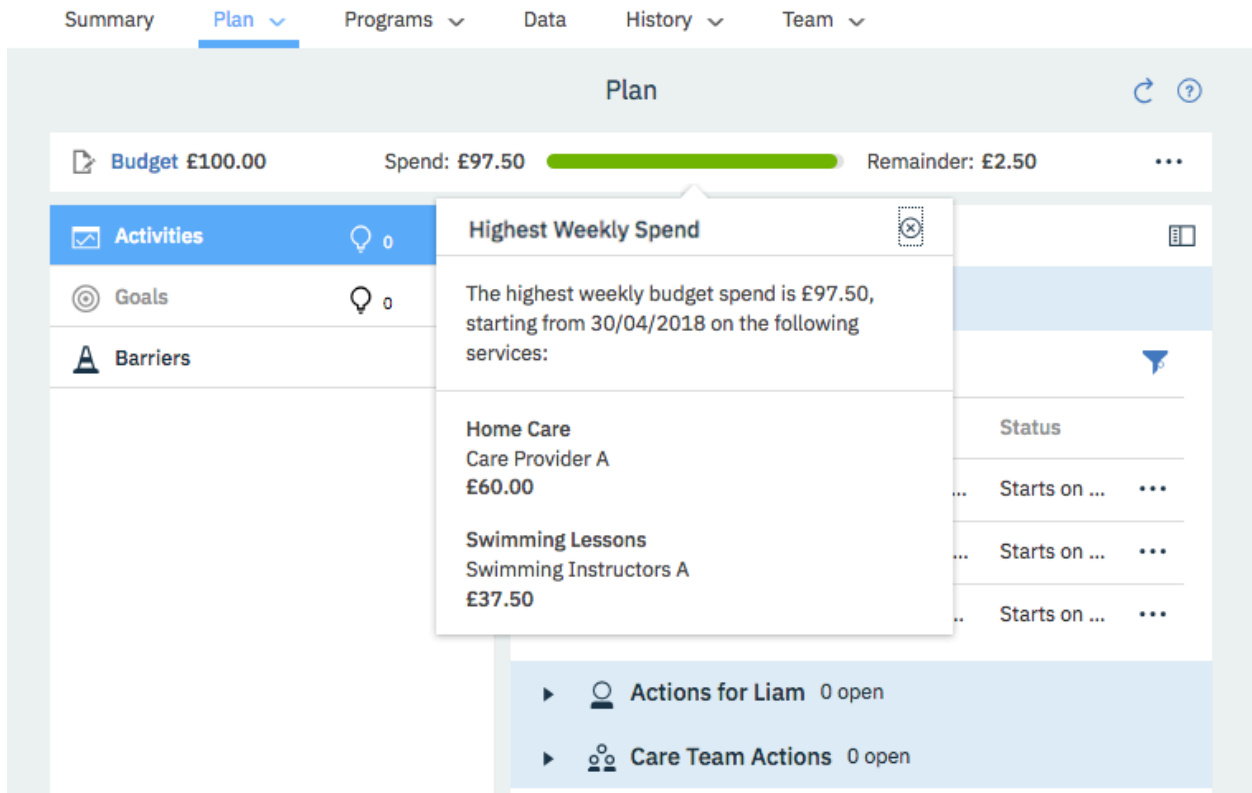 Summary Plan Programs Data History Team
Plan
Budget £100.00 Spend: £97.50 Remainder: £2.50
Activities 0
Goals 0
Barriers
Highest Weekly Spend
The highest weekly budget spend is £97.50,
starting from 30/04/2018 on the following
services:
Home Care
Care Provider A
£60.00
Swimming Lessons
Swimming Instructors A
£37.50
Status
... Starts on ...
... Starts on ...
.. Starts on ...
Actions for Liam 0 open
Care Team Actions 0 open